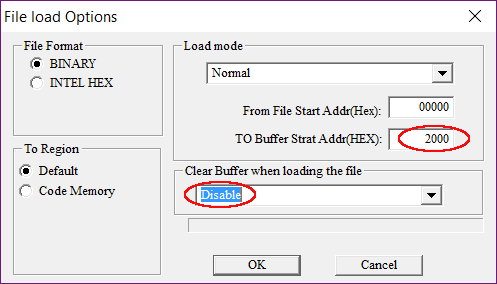 File load Options
File Format
BINARY
INTEL HEX
To Region
Default
Code Memory
Load mode
Normal
From File Start Addr(Hex): 00000
TO Buffer Strat Addr(HEX): 2000
Clear Buffer when loading the file
Disable
OK Cancel